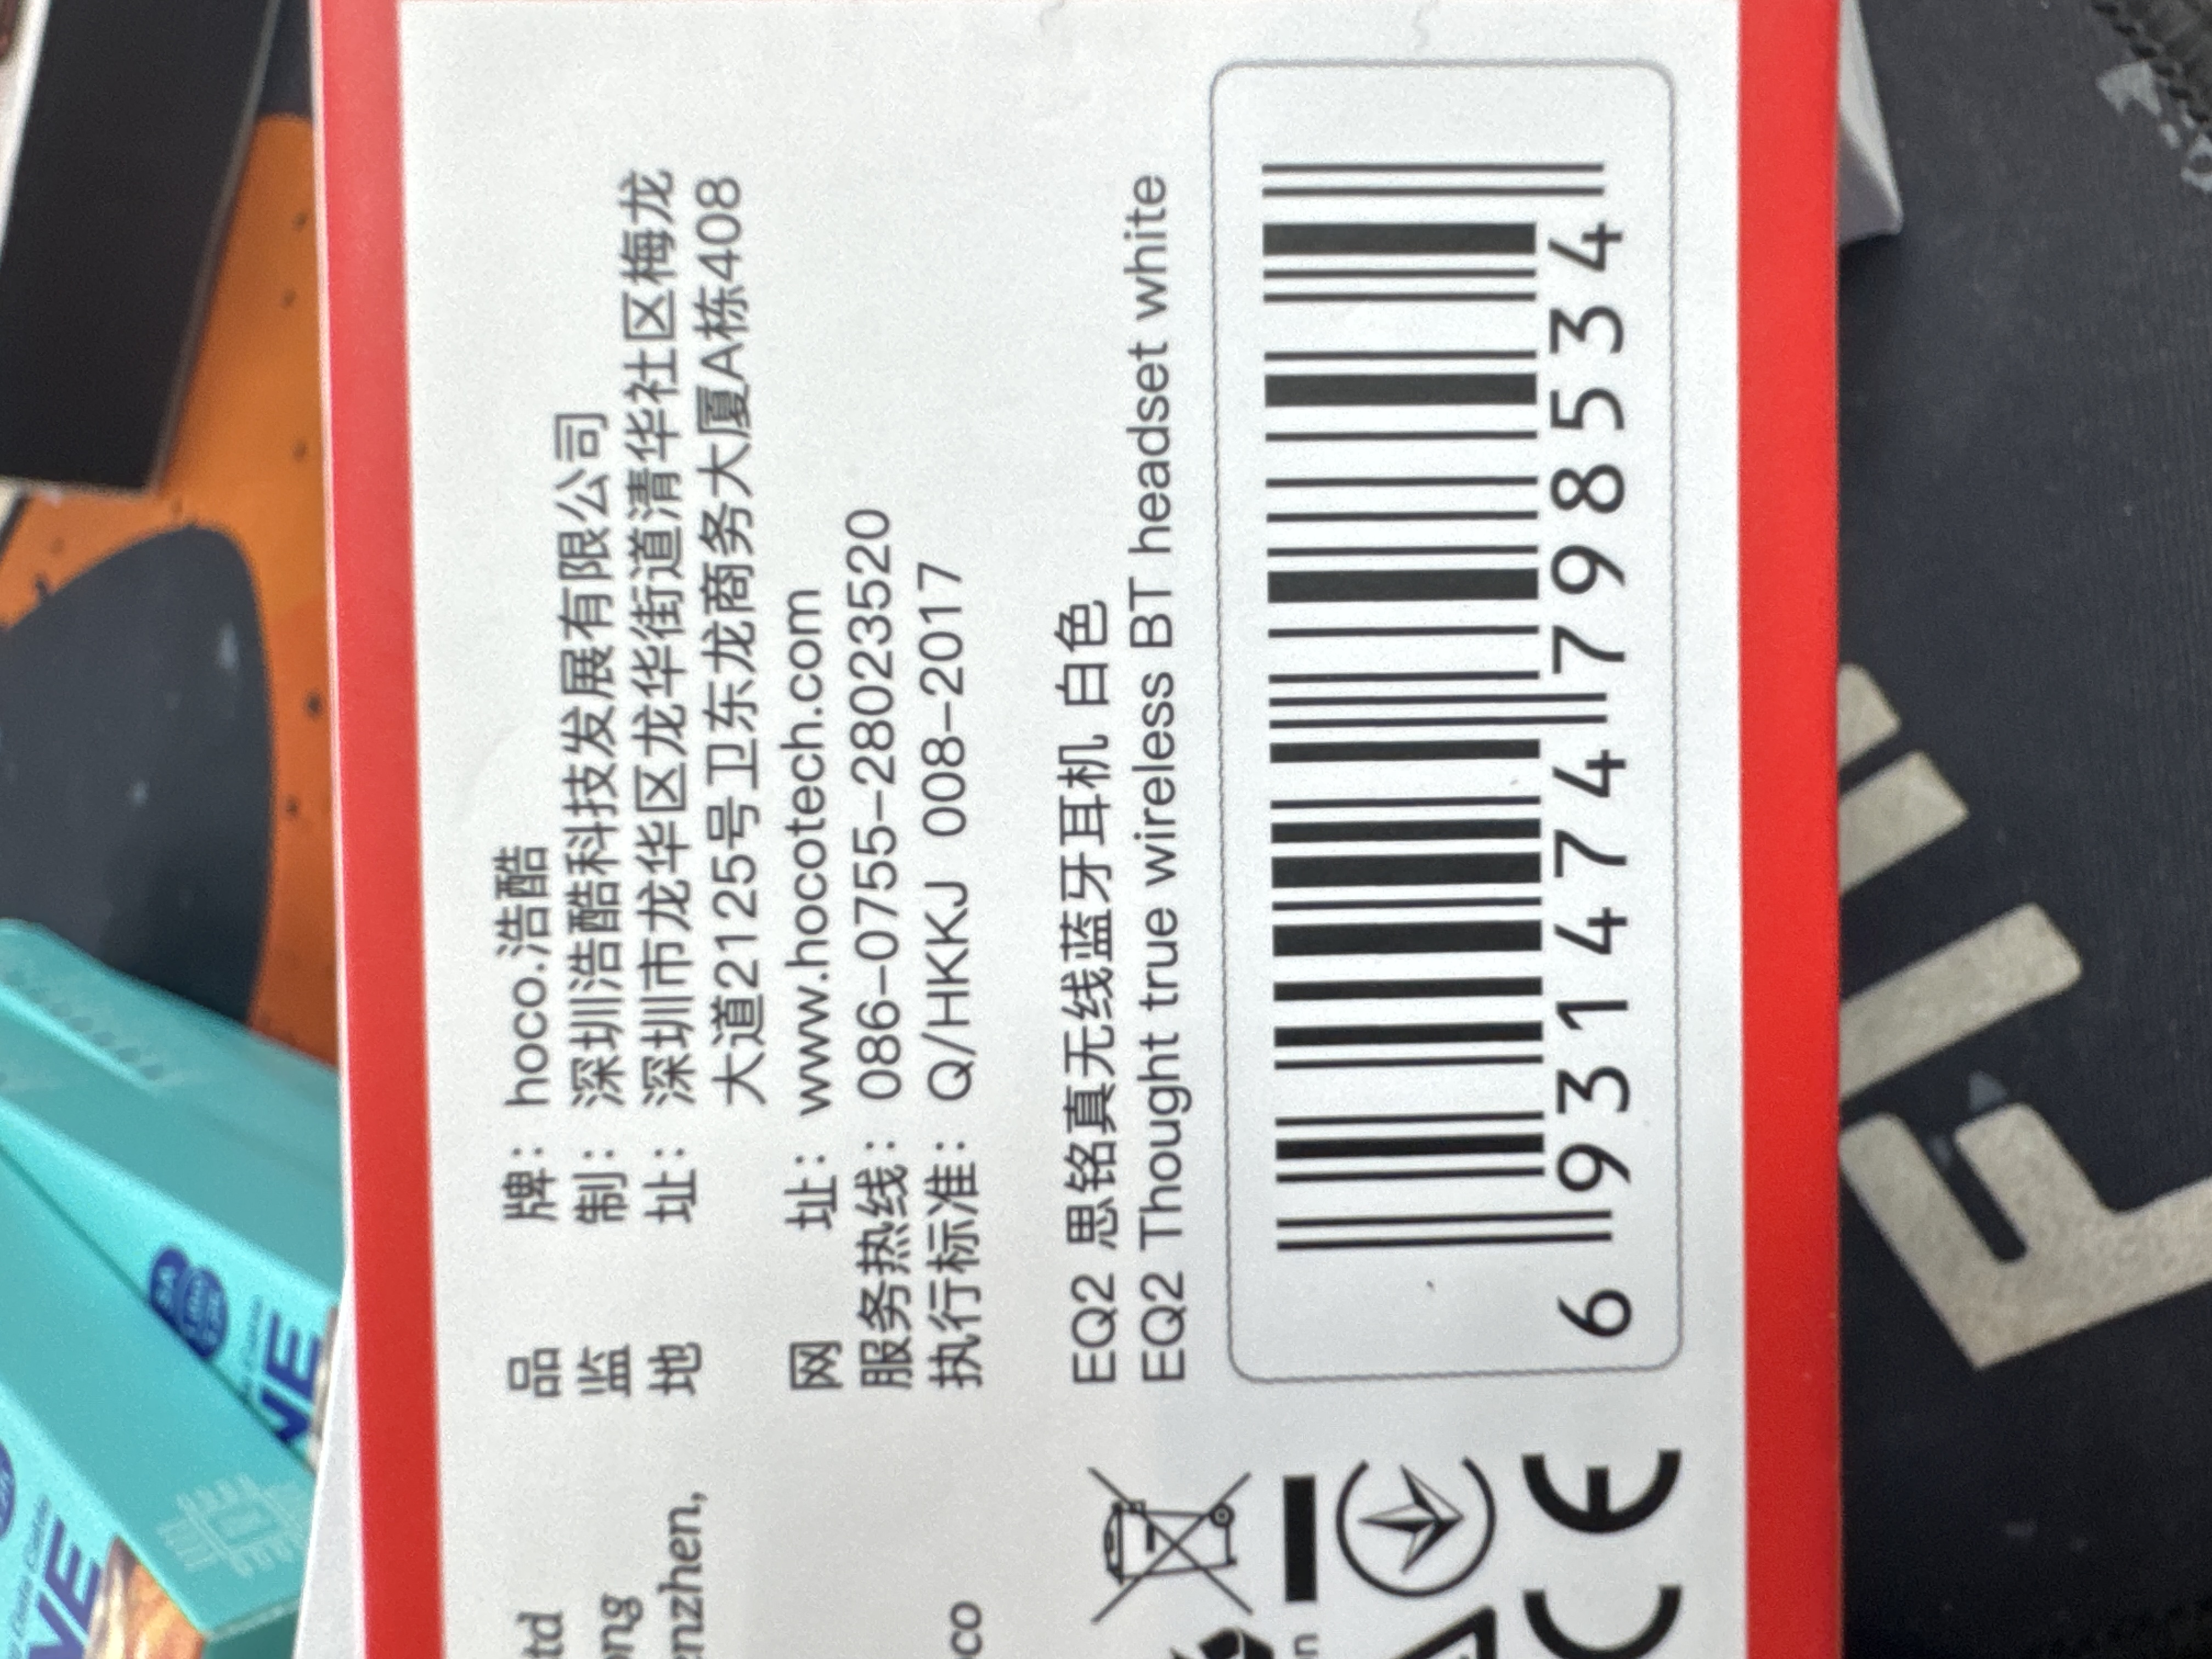 品 牌：hoco.浩酷
监 制：深圳浩酷科技发展有限公司
地 址：深圳市龙华区龙华街道清华社区梅龙
大道2125号卫东龙商务大厦A栋408
网 址：www.hocotech.com
服务热线：086-0755-28023520
执行标准：Q/HKKJ 008-2017
EQ2 思铭真无线蓝牙耳机 白色
EQ2 Thought true wireless BT headset white
6 931474 798534
CE